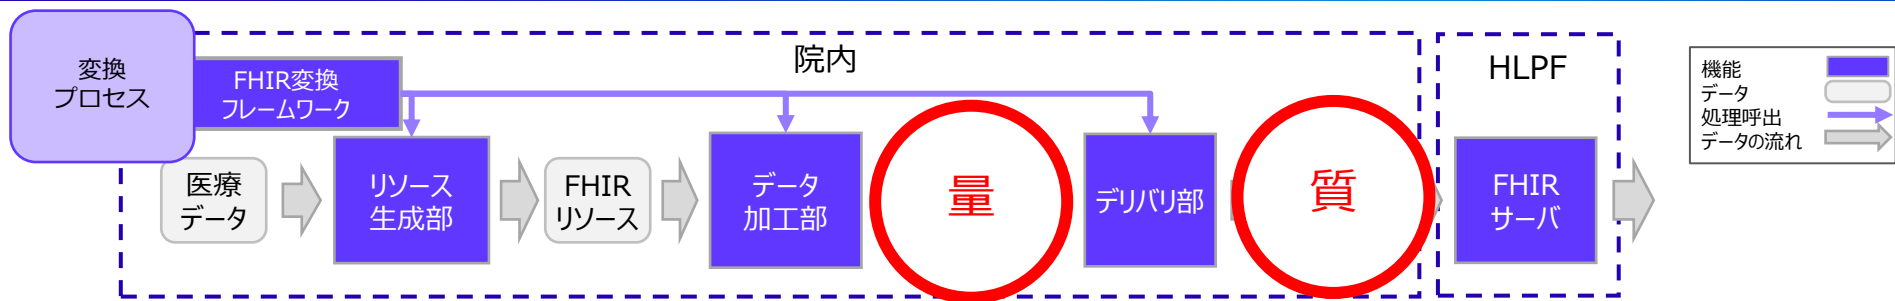 変換
プロセス
FHIR変換
フレームワーク
院内
HLPF
機能
データ
処理呼出
データの流れ
医療
データ
リソース
生成部
FHIR
リソース
データ
加工部
量
デリバリ部
質
FHIR
サーバ